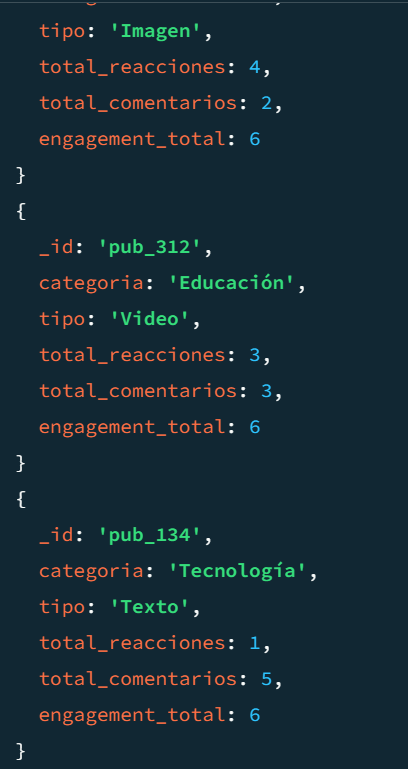 tipo: 'Imagen',
total_reacciones: 4,
total_comentarios: 2,
engagement_total: 6
}
{
_id: 'pub_312',
categoria: 'Educación',
tipo: 'Video',
total_reacciones: 3,
total_comentarios: 3,
engagement_total: 6
}
{
_id: 'pub_134',
categoria: 'Tecnología',
tipo: 'Texto',
total_reacciones: 1,
total_comentarios: 5,
engagement_total: 6
}